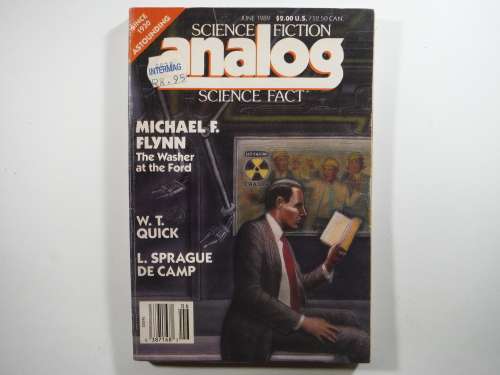 SINCE 1930
ASTOUNDING
JUNE 1989 $2.00 U.S./$2.50 CAN.
SCIENCE FICTION
analog
INTERMAG
SCIENCE FACT
MICHAEL F.
FLYNN
The Washer
at the Ford
W. T.
QUICK
L. SPRAGUE
DE CAMP